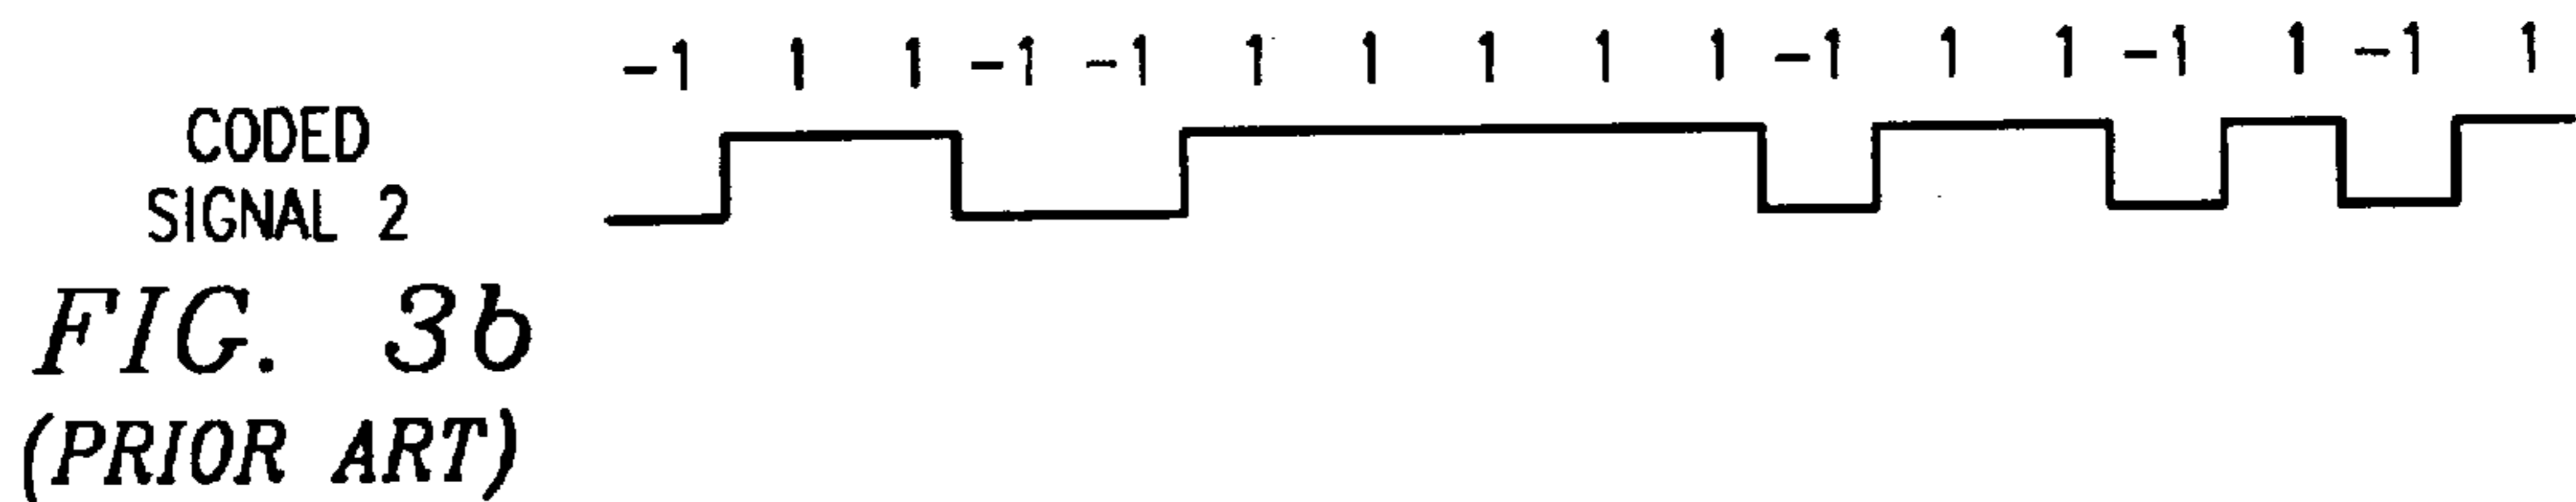 -1 1 1 -1 -1 1 1 1 1 1 -1 1 1 -1 1 -1 1
CODED
SIGNAL 2
FIG. 3b
(PRIOR ART)